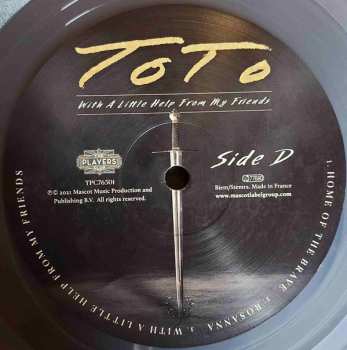 TOTO
With A Little Help From My Friends
THE
PLAYERS
CLUB
Side D
TPC76501
℗© 2021 Mascot Music Production and
Publishing B.V. All rights reserved.
Biem/Stemra. Made in France
www.mascotlabelgroup.com
1. HOME OF THE BRAVE 2. ROSANNA 3. WITH A LITTLE HELP FROM MY FRIENDS